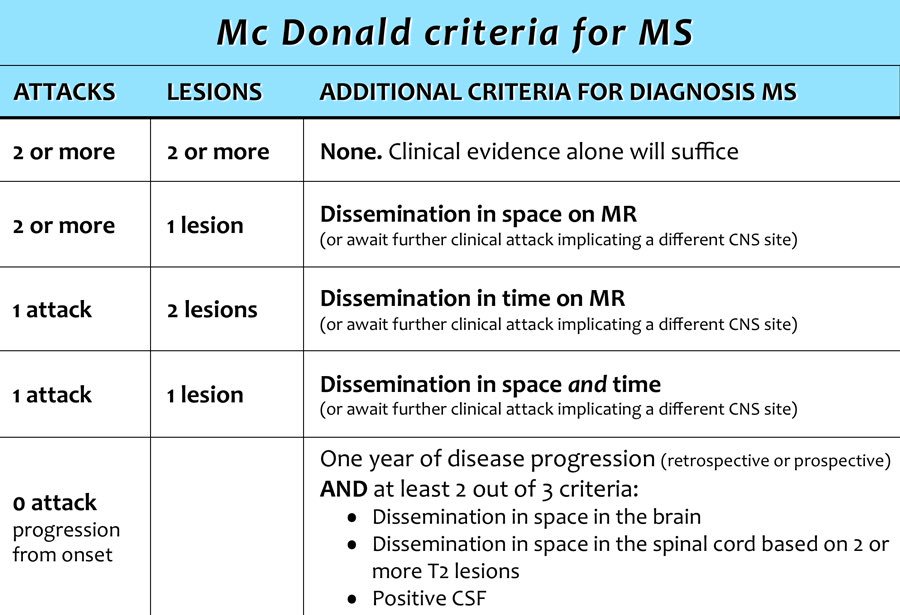 Mc Donald criteria for MS
ATTACKS LESIONS ADDITIONAL CRITERIA FOR DIAGNOSIS MS
2 or more 2 or more None. Clinical evidence alone will suffice
2 or more 1 lesion Dissemination in space on MR
(or await further clinical attack implicating a different CNS site)
1 attack 2 lesions Dissemination in time on MR
(or await further clinical attack implicating a different CNS site)
1 attack 1 lesion Dissemination in space and time
(or await further clinical attack implicating a different CNS site)
0 attack
progression
from onset
One year of disease progression (retrospective or prospective)
AND at least 2 out of 3 criteria:
• Dissemination in space in the brain
• Dissemination in space in the spinal cord based on 2 or
more T2 lesions
• Positive CSF